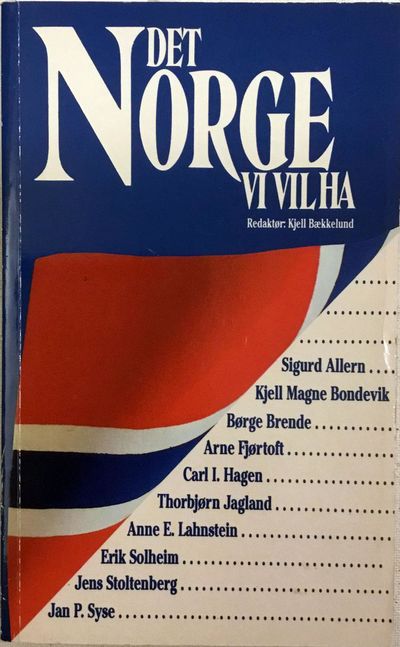 DET
NORGE
VI VIL HA
Redaktør: Kjell Bækkelund
Sigurd Allern ....
Kjell Magne Bondevik
Børge Brende ............
Arne Fjørtoft ................
Carl I. Hagen ...................
Thorbjørn Jagland ................
Anne E. Lahnstein .......................
Erik Solheim ................................
Jens Stoltenberg ................................
Jan P. Syse .........................................